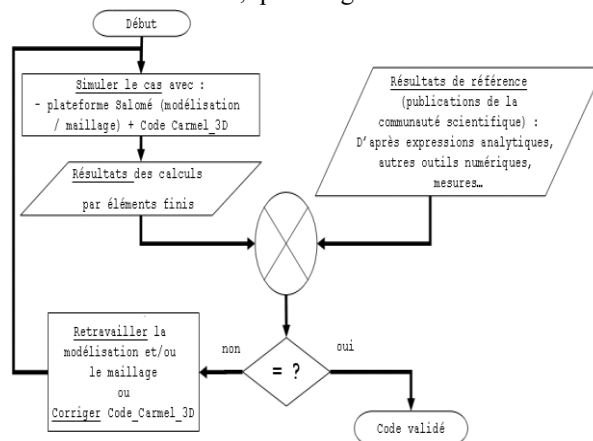 Début
Simuler le cas avec :
- plateforme Salomé (modélisation
/ maillage) + Code Carmel_3D
Résultats des calculs
par éléments finis
Résultats de référence
(publications de la
communauté scientifique) :
D'après expressions analytiques,
autres outils numériques,
mesures…
Retravailler la
modélisation et/ou
le maillage
ou
Corriger Code_Carmel_3D
non
= ?
oui
Code validé